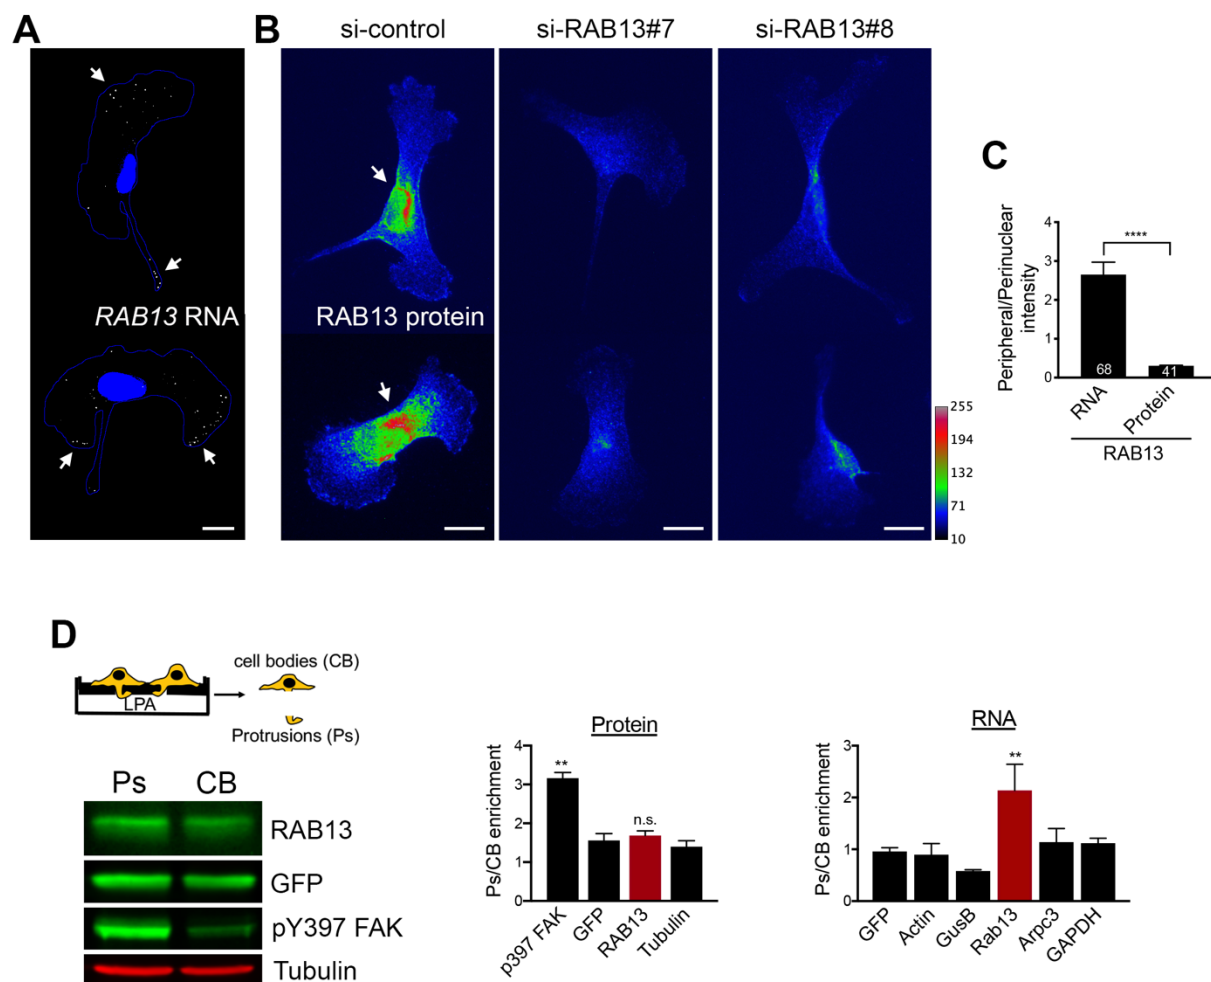 A
RAB13 RNA
B
si-control
si-RAB13#7
si-RAB13#8
RAB13 protein
255
194
132
71
10
C
Peripheral/Perinuclear
intensity
4
3
2
1
0
****
68
41
RNA
Protein
RAB13
D
LPA
cell bodies (CB)
Protrusions (Ps)
Ps CB
RAB13
GFP
pY397 FAK
Tubulin
Protein
Ps/CB enrichment
4
3
2
1
0
**
n.s.
p397 FAK
GFP
RAB13
Tubulin
RNA
Ps/CB enrichment
3
2
1
0
**
GFP
Actin
GusB
Rab13
Arpc3
GAPDH